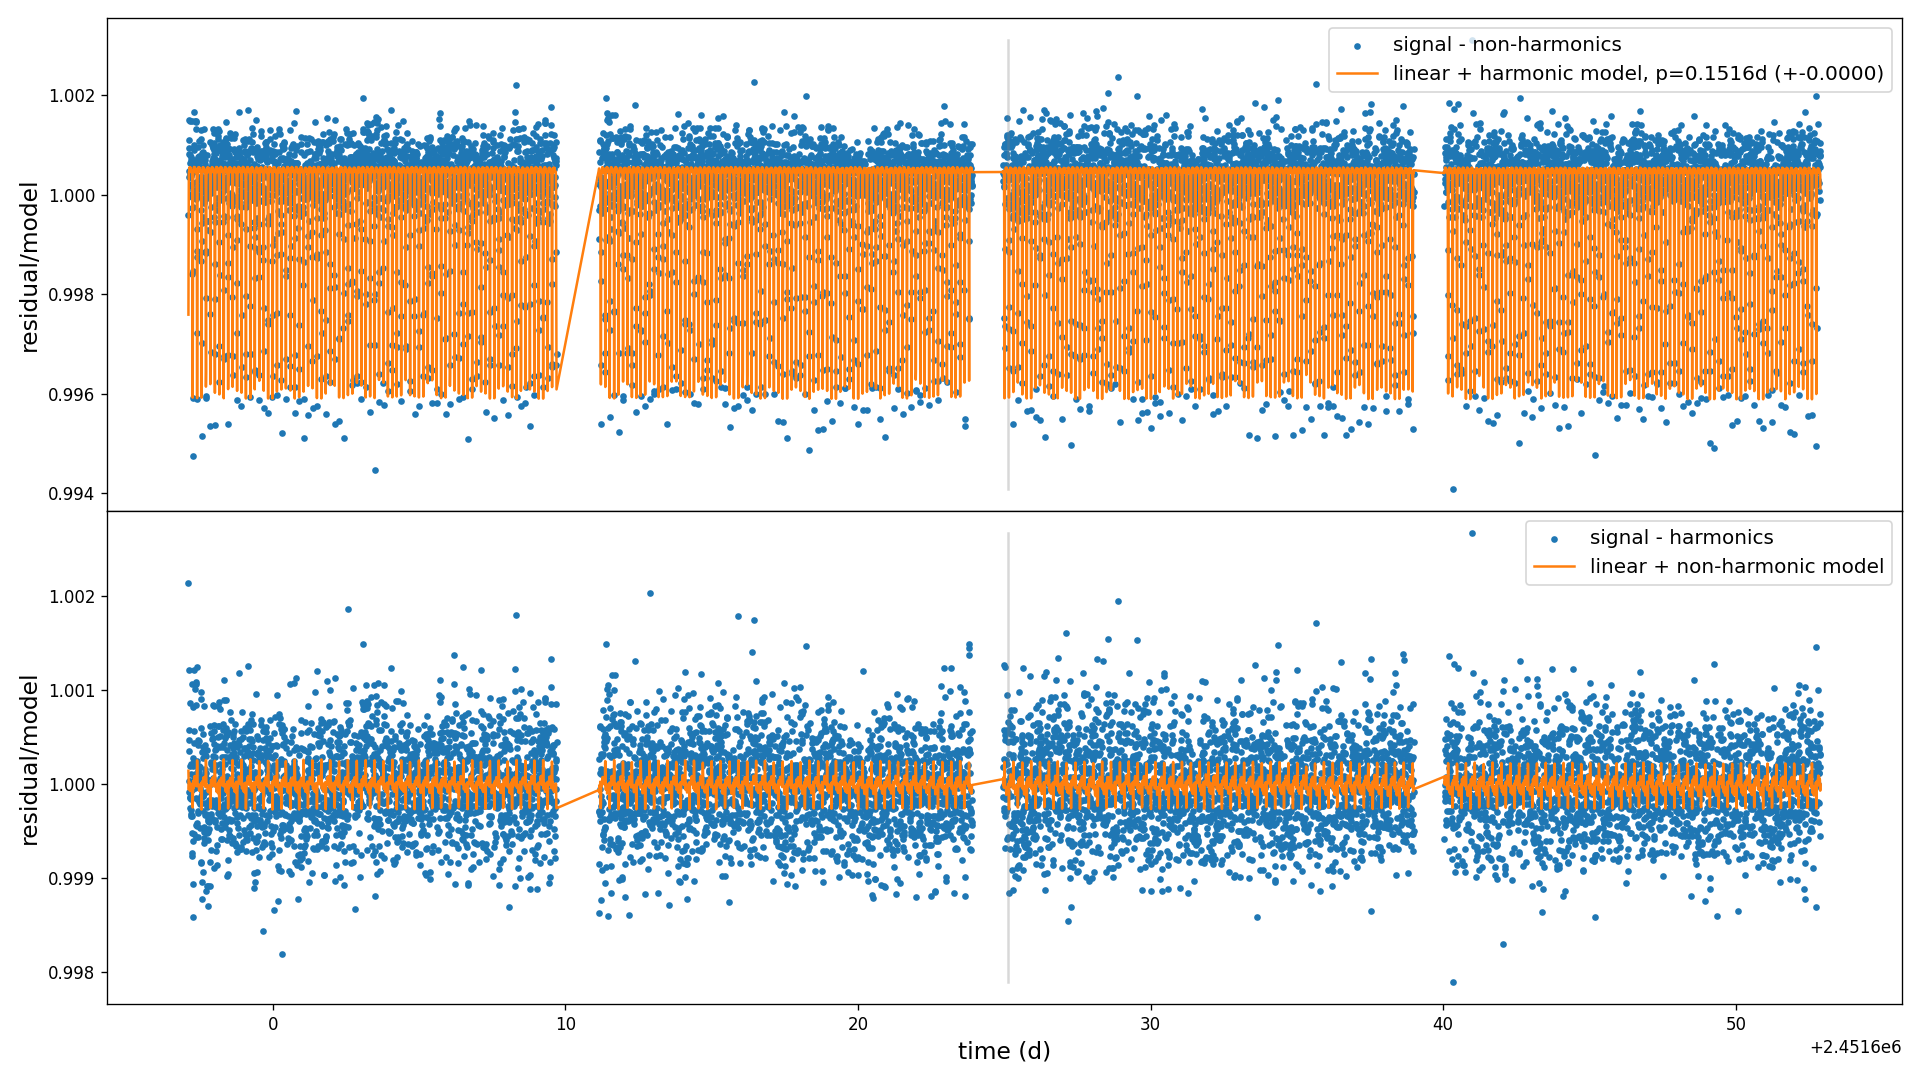 signal - non-harmonics
linear + harmonic model, p=0.1516d (+-0.0000)
1.002
1.000
0.998
0.996
0.994
residual/model
signal - harmonics
linear + non-harmonic model
1.002
1.001
1.000
0.999
0.998
residual/model
0 10 20 30 40 50
time (d)
+2.4516e6